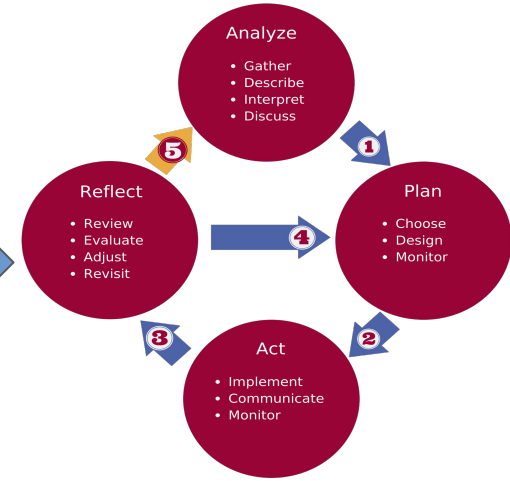 Analyze
• Gather
• Describe
• Interpret
• Discuss
5
1
Reflect
• Review
• Evaluate
• Adjust
• Revisit
4
Plan
• Choose
• Design
• Monitor
3
2
Act
• Implement
• Communicate
• Monitor